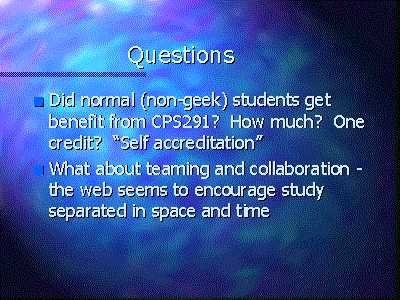 Questions
Did normal (non-geek) students get
benefit from CPS291? How much? One
credit? “Self accreditation”
What about teaming and collaboration -
the web seems to encourage study
separated in space and time